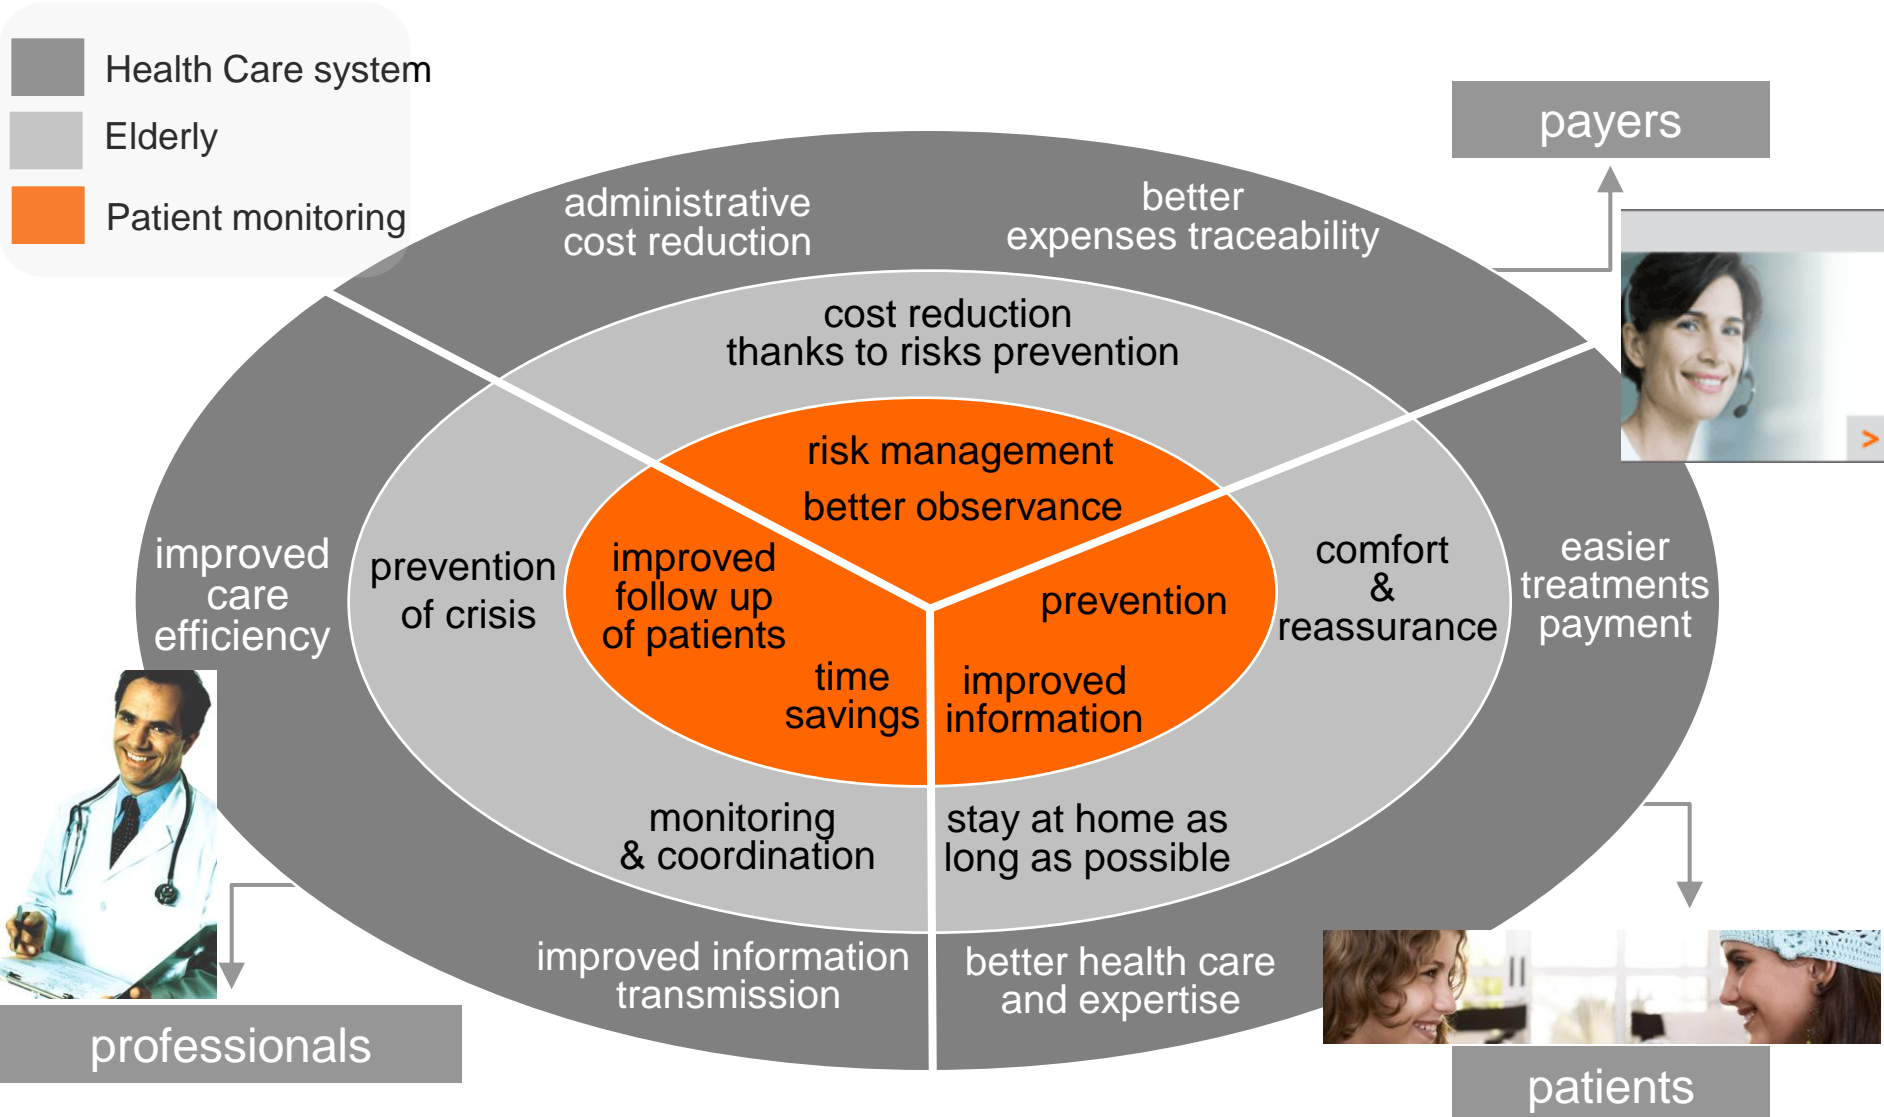 Health Care system
Elderly
Patient monitoring
payers
administrative
cost reduction
better
expenses traceability
cost reduction
thanks to risks prevention
risk management
better observance
improved
care
efficiency
prevention
of crisis
improved
follow up
of patients
time
savings
prevention
improved
information
comfort
&
reassurance
easier
treatments
payment
>
monitoring
& coordination
stay at home as
long as possible
improved information
transmission
better health care
and expertise
professionals
patients